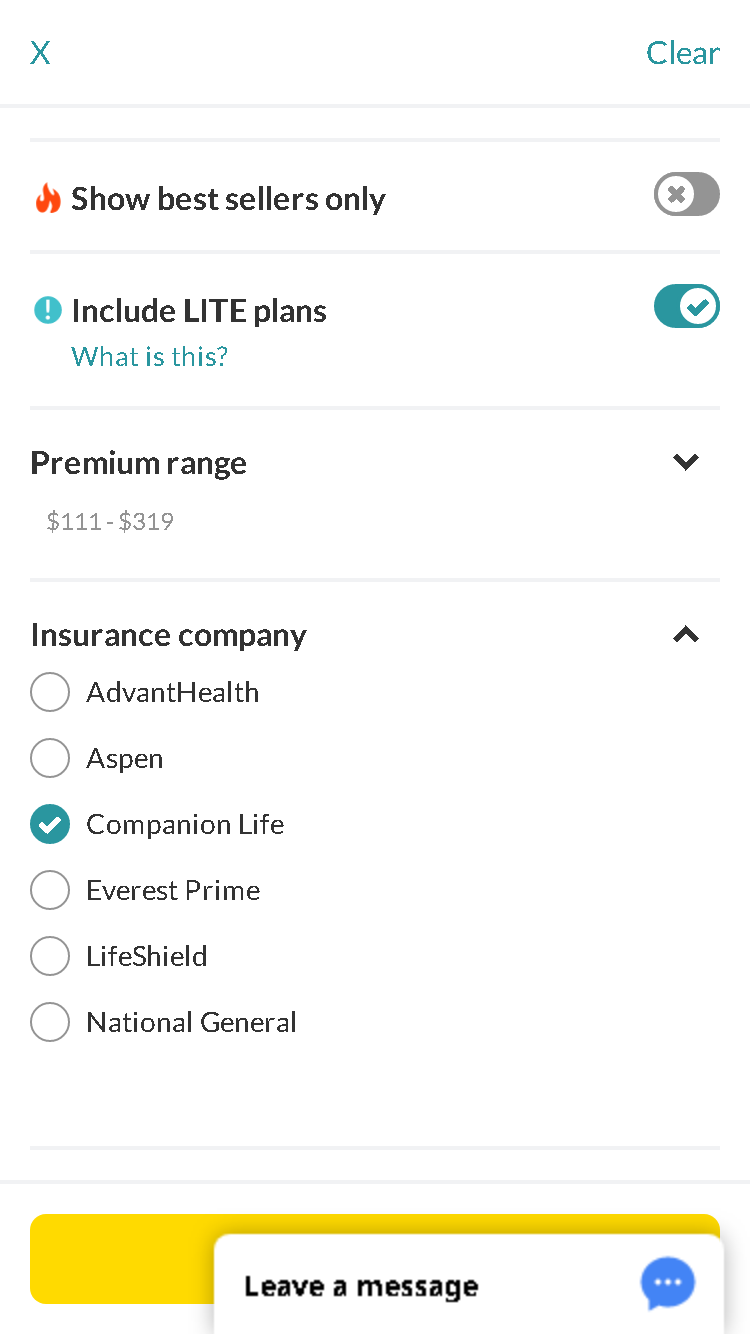 X
Clear
Show best sellers only
Include LITE plans
What is this?
Premium range
$111 - $319
Insurance company
AdvantHealth
Aspen
Companion Life
Everest Prime
LifeShield
National General
Leave a message